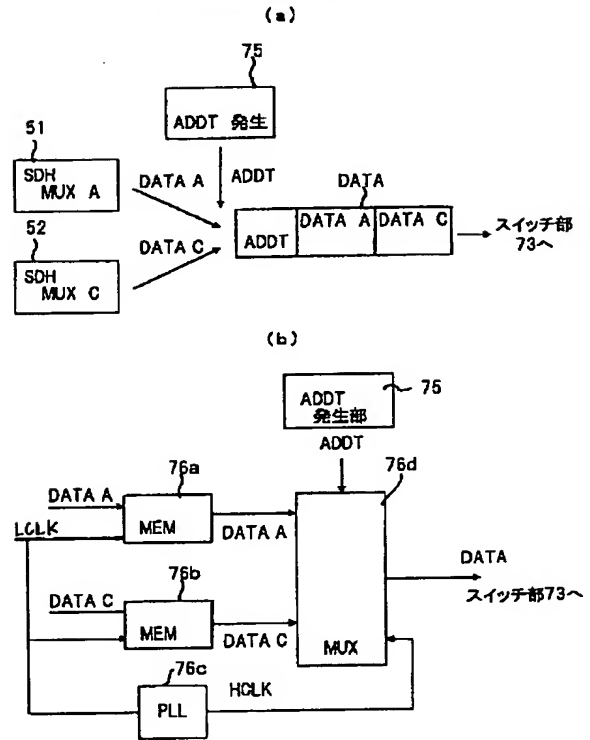 (a)
75
ADDT 発生
51
SDH
MUX A
DATA A
ADDT
DATA
52
SDH
MUX C
DATA C
ADDT
DATA A
DATA C
スイッチ部
73へ
(b)
ADDT
発生部
75
ADDT
76a
76d
DATA A
LCLK
MEM
DATA A
76b
DATA C
MEM
DATA C
DATA
スイッチ部73へ
MUX
76c
PLL
HCLK